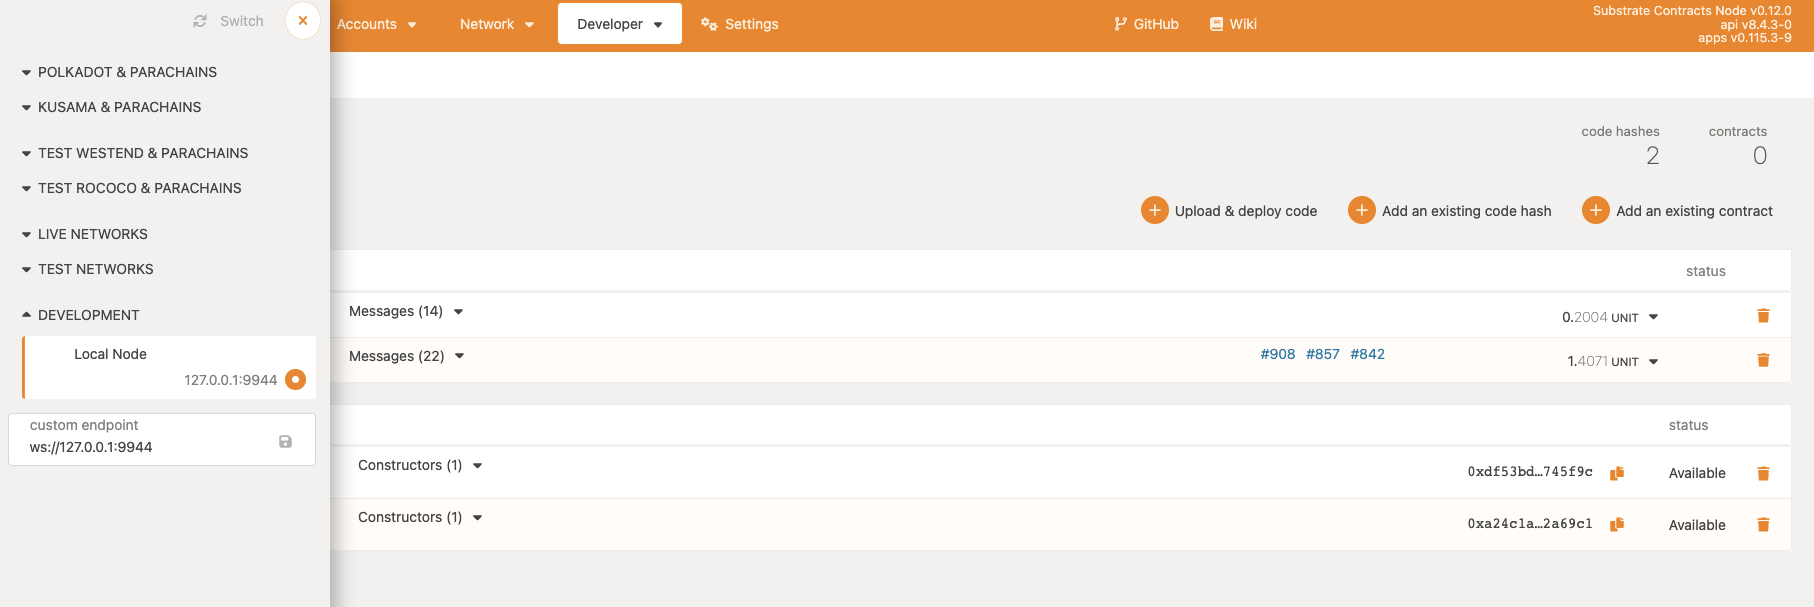 Switch
Accounts
Network
Developer
Settings
GitHub
Wiki
Substrate Contracts Node v0.12.0
api v8.4.3-0
apps v0.115.3-9
POLKADOT & PARACHAINS
KUSAMA & PARACHAINS
TEST WESTEND & PARACHAINS
TEST ROCOCO & PARACHAINS
LIVE NETWORKS
TEST NETWORKS
DEVELOPMENT
Local Node
127.0.0.1:9944
custom endpoint
ws://127.0.0.1:9944
code hashes
2
contracts
0
Upload & deploy code
Add an existing code hash
Add an existing contract
status
Messages (14)
0.2004 UNIT
Messages (22)
#908 #857 #842
1.4071 UNIT
status
Constructors (1)
0xdf53bd…745f9c
Available
Constructors (1)
0xa24c1a…2a69c1
Available